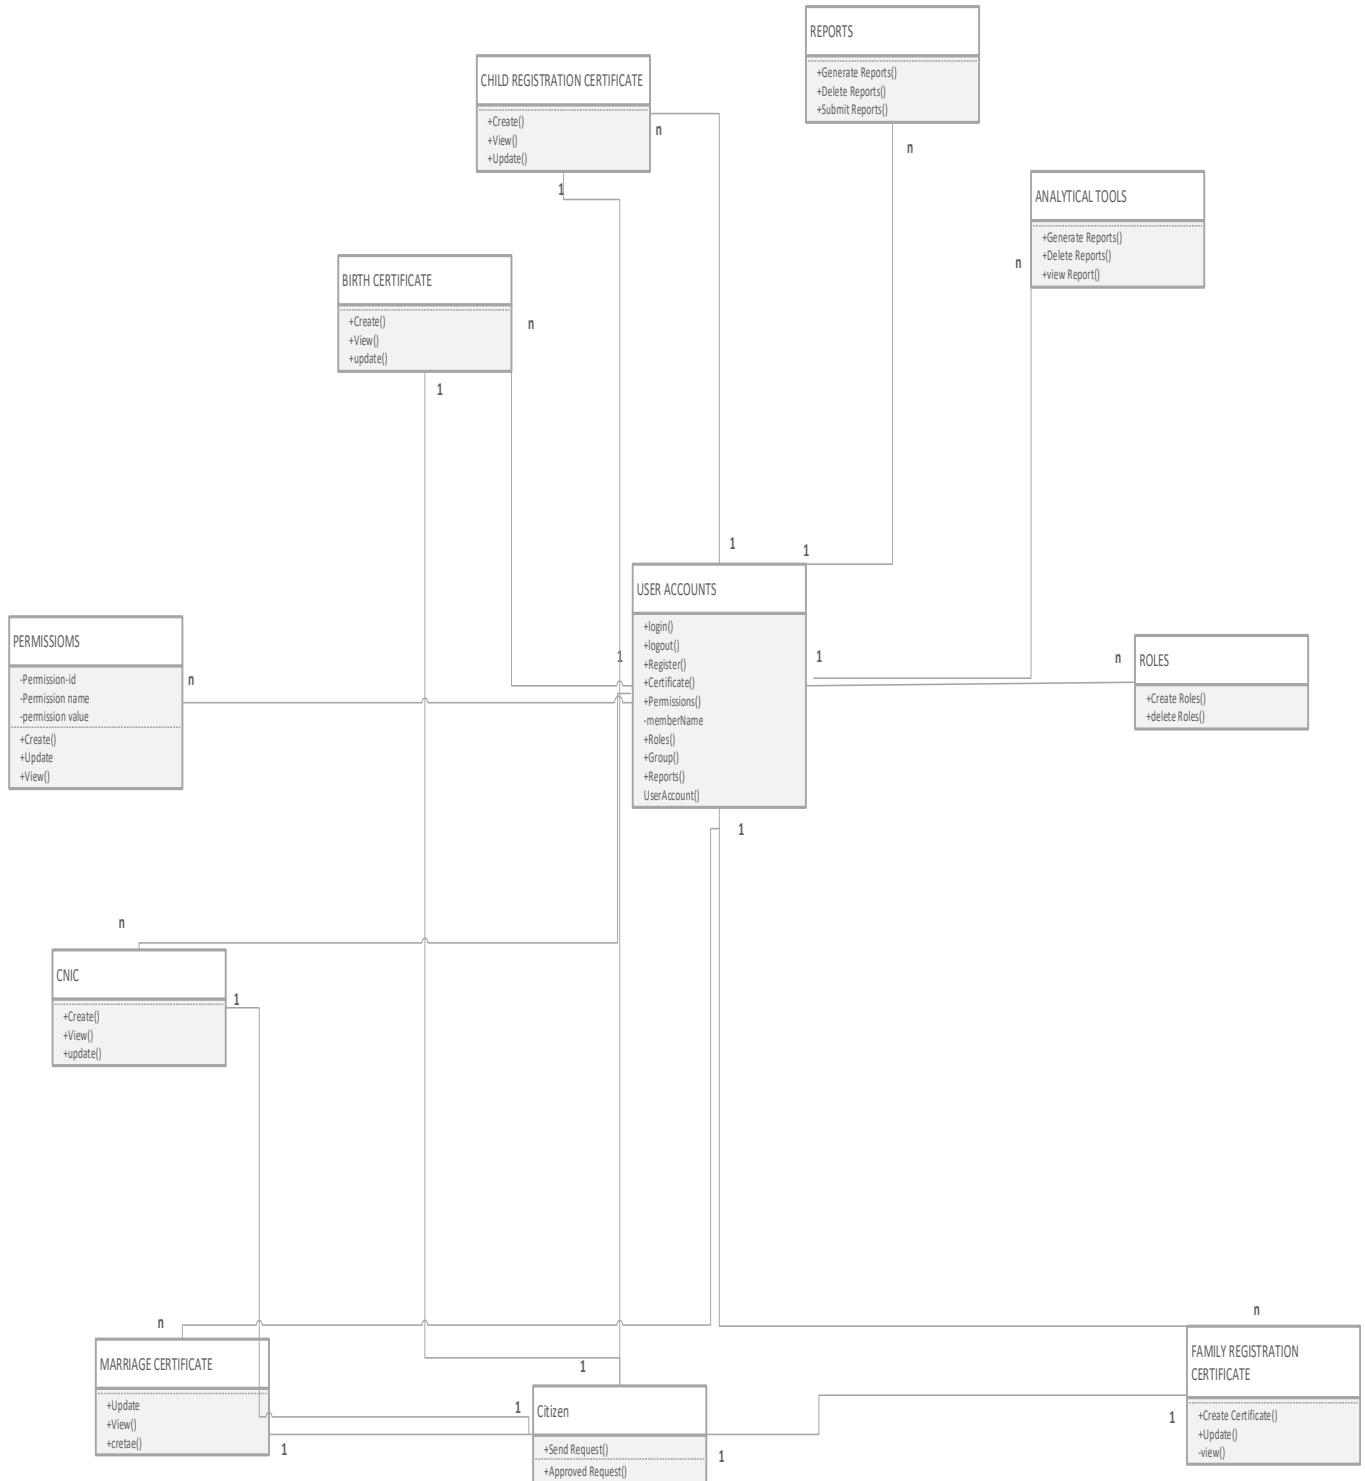 REPORTS
+Generate Reports()
+Delete Reports()
+Submit Reports()
n
CHILD REGISTRATION CERTIFICATE
+Create()
+View()
+Update()
n
1
ANALYTICAL TOOLS
+Generate Reports()
+Delete Reports()
+view Report()
n
BIRTH CERTIFICATE
+Create()
+View()
+update()
n
1
1
1
USER ACCOUNTS
+login()
+logout()
+Register()
+Certificate()
+Permissions()
-memberName
+Roles()
+Group()
+Reports()
UserAccount()
1
1
1
PERMISSIOMS
-Permission-id
-Permission name
-permission value
+Create()
+Update
+View()
n
n
ROLES
+Create Roles()
+delete Roles()
n
CNIC
+Create()
+View()
+update()
1
n
MARRIAGE CERTIFICATE
+Update
+View()
+cretae()
1
1
1
Citizen
+Send Request()
+Approved Request()
1
n
FAMILY REGISTRATION
CERTIFICATE
+Create Certificate()
+Update()
-view()
1